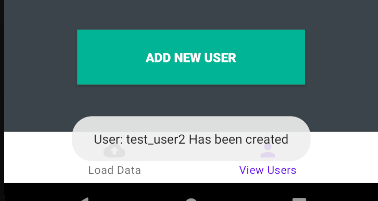 ADD NEW USER
User: test_user2 Has been created
Load Data
View Users